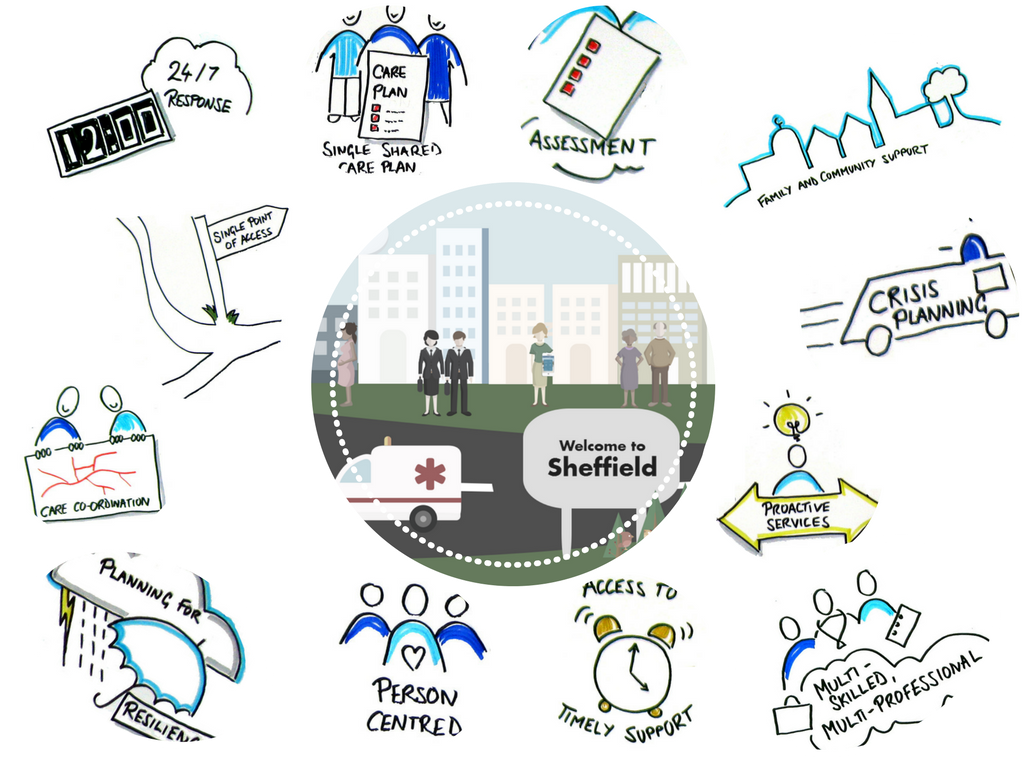 24/7
RESPONSE
12:00
CARE
PLAN
SINGLE SHARED
CARE PLAN
ASSESSMENT
FAMILY AND COMMUNITY SUPPORT
SINGLE POINT
OF ACCESS
CRISIS
PLANNING
Welcome to
Sheffield
CARE CO-ORDINATION
PROACTIVE
SERVICES
PLANNING FOR
RESILIENC
PERSON
CENTRED
ACCESS TO
TIMELY SUPPORT
MULTI-
SKILLED,
MULTI-PROFESSIONAL